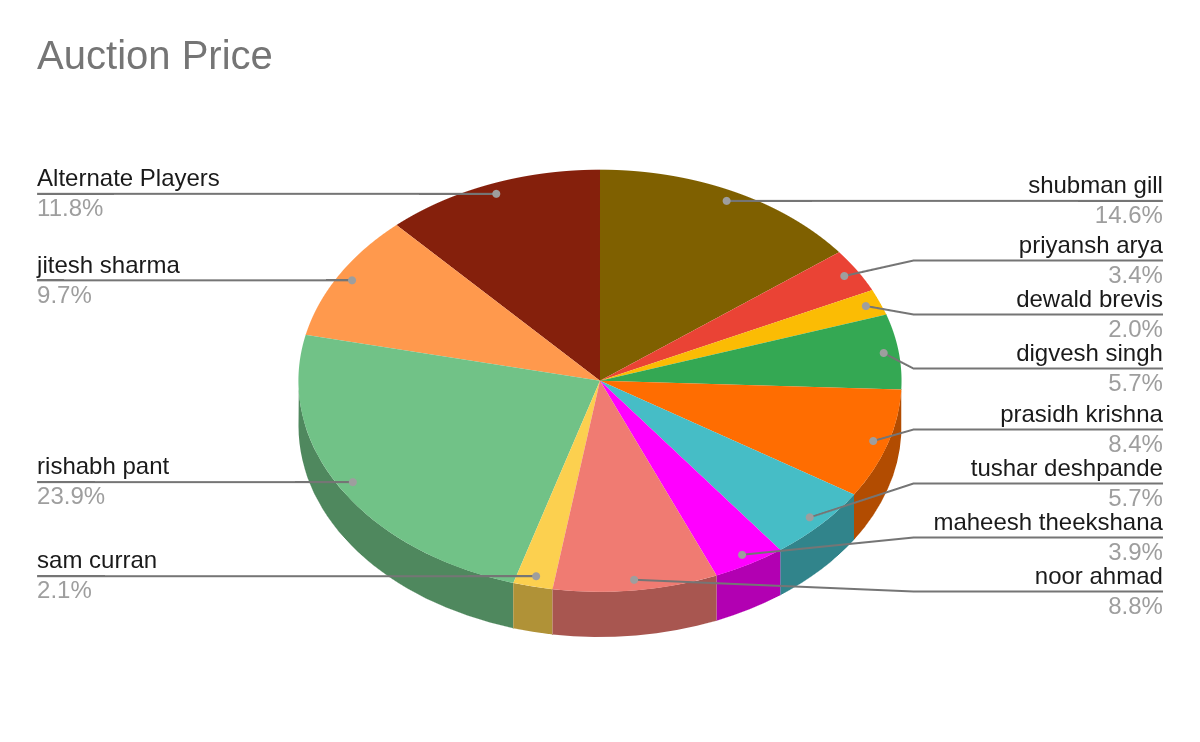 Auction Price
Alternate Players
11.8%
jitesh sharma
9.7%
rishabh pant
23.9%
sam curran
2.1%
shubman gill
14.6%
priyansh arya
3.4%
dewald brevis
2.0%
digvesh singh
5.7%
prasidh krishna
8.4%
tushar deshpande
5.7%
maheesh theekshana
3.9%
noor ahmad
8.8%